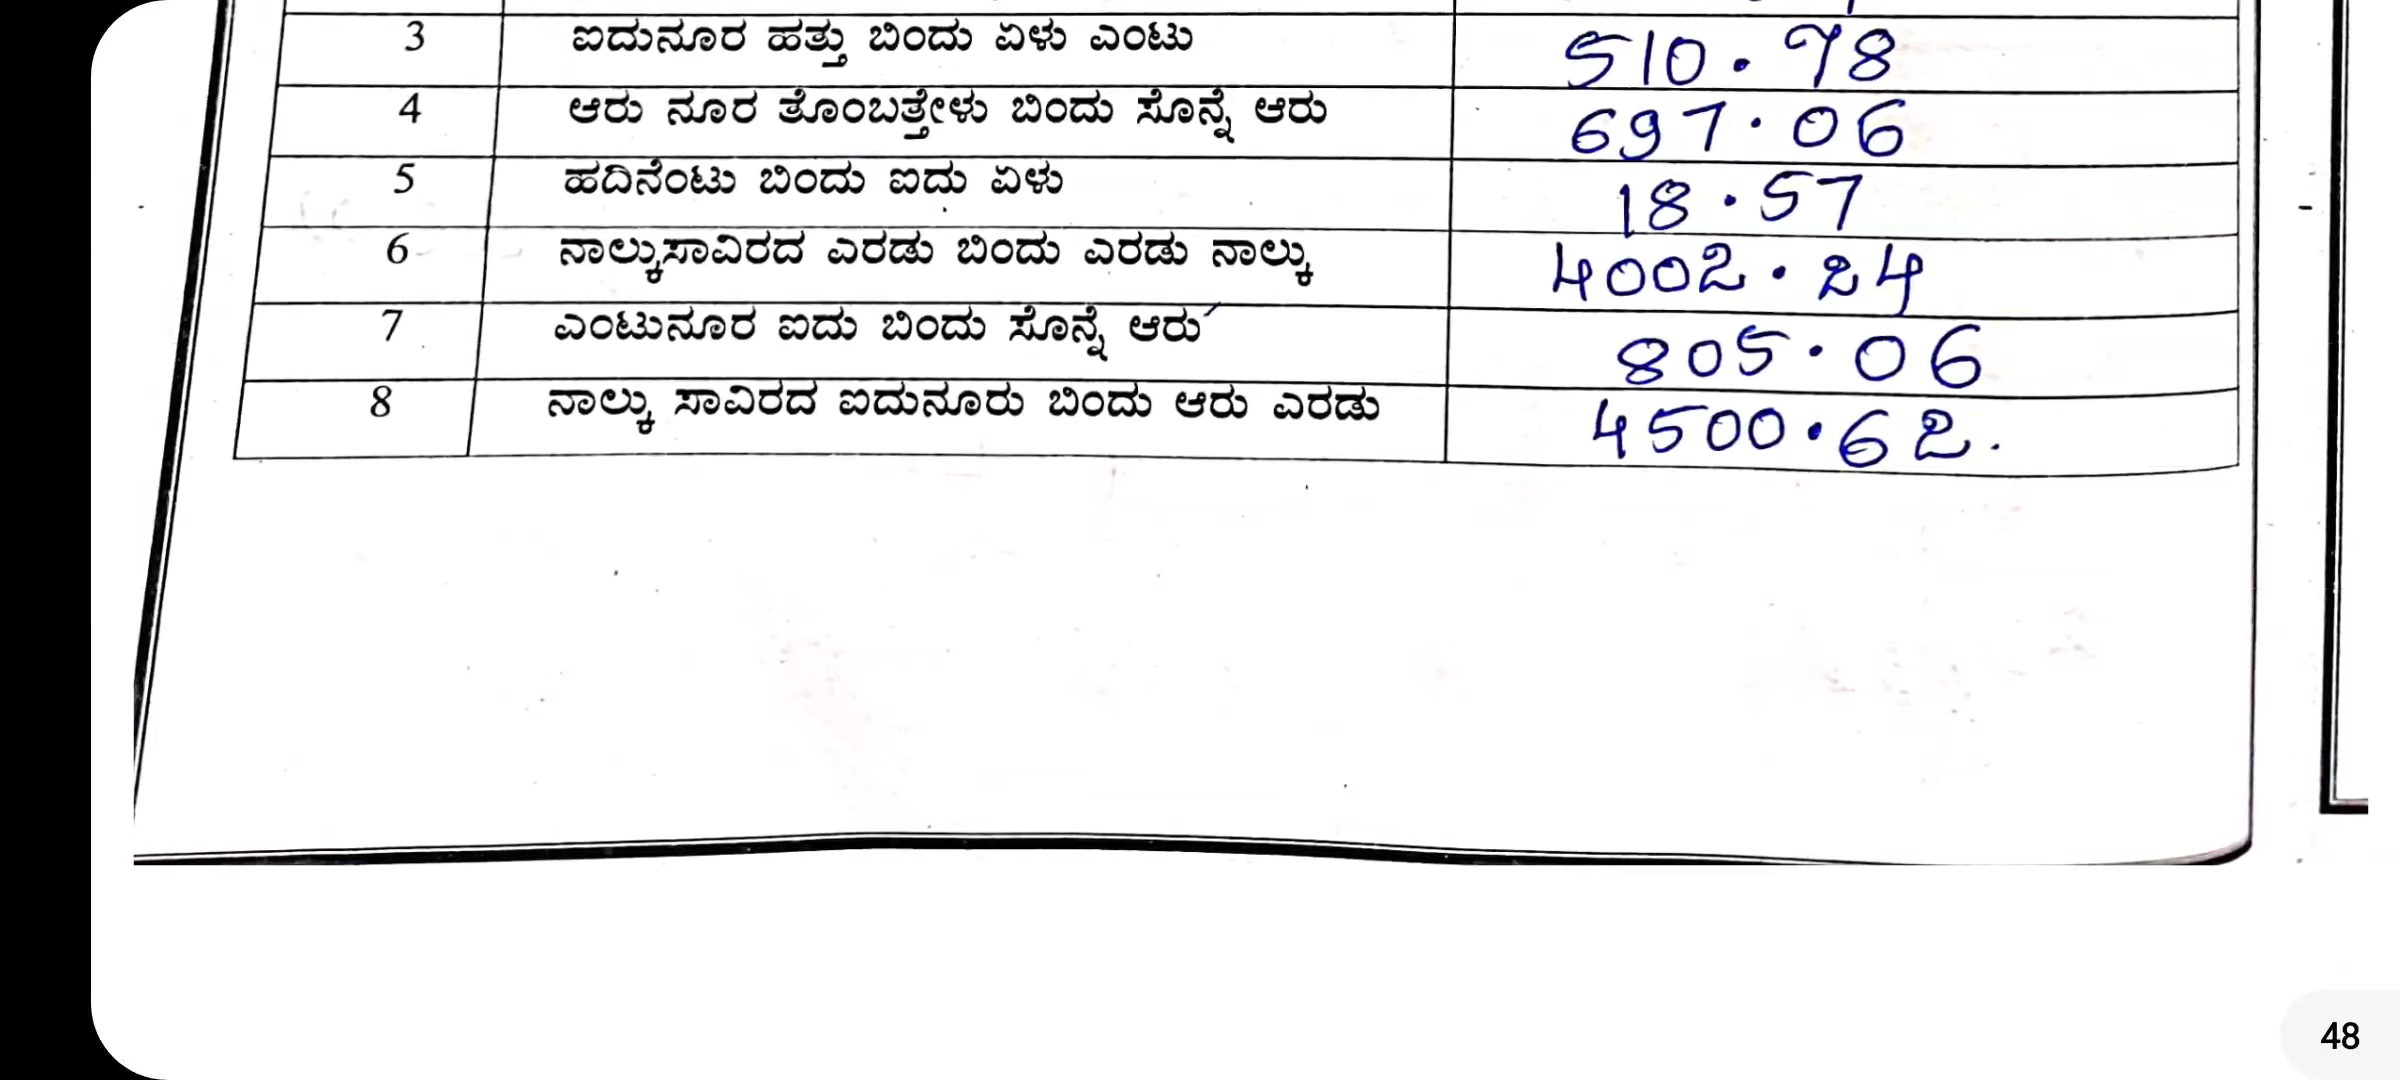 3 ಐದುನೂರ ಹತ್ತು ಬಿಂದು ಏಳು ಎಂಟು 510.78
4 ಆರು ನೂರ ತೊಂಬತ್ತೇಳು ಬಿಂದು ಸೊನ್ನೆ ಆರು 697.06
5 ಹದಿನೆಂಟು ಬಿಂದು ಐದು ಏಳು 18.57
6 ನಾಲ್ಕುಸಾವಿರದ ಎರಡು ಬಿಂದು ಎರಡು ನಾಲ್ಕು 4002.24
7 ಎಂಟುನೂರ ಐದು ಬಿಂದು ಸೊನ್ನೆ ಆರು 805.06
8 ನಾಲ್ಕು ಸಾವಿರದ ಐದುನೂರು ಬಿಂದು ಆರು ಎರಡು 4500.62.
48